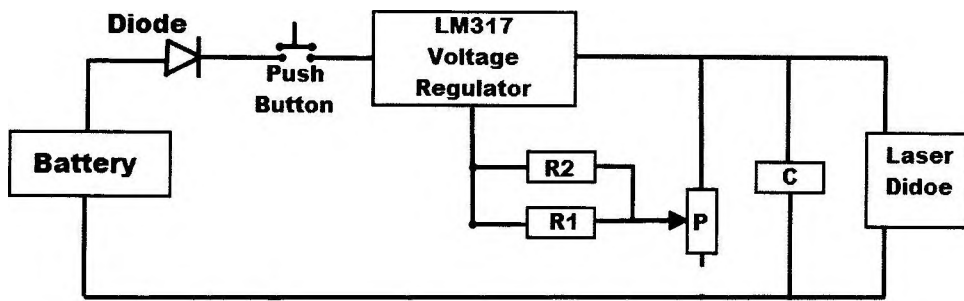 Diode
Push
Button
LM317
Voltage
Regulator
Battery
R2
R1
P
C
Laser
Didoe